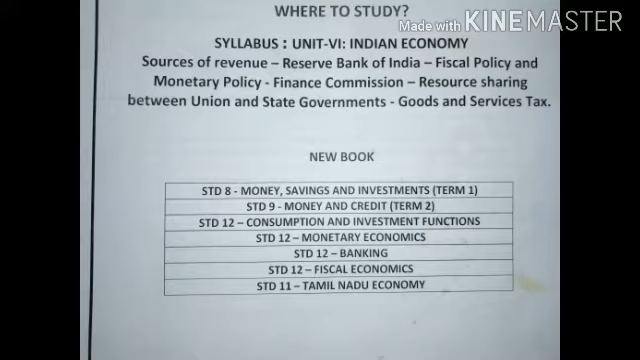 WHERE TO STUDY?
Made with KINEMASTER
SYLLABUS : UNIT-VI: INDIAN ECONOMY
Sources of revenue – Reserve Bank of India – Fiscal Policy and
Monetary Policy - Finance Commission – Resource sharing
between Union and State Governments - Goods and Services Tax.
NEW BOOK
STD 8 - MONEY, SAVINGS AND INVESTMENTS (TERM 1)
STD 9 - MONEY AND CREDIT (TERM 2)
STD 12 – CONSUMPTION AND INVESTMENT FUNCTIONS
STD 12 – MONETARY ECONOMICS
STD 12 – BANKING
STD 12 – FISCAL ECONOMICS
STD 11 – TAMIL NADU ECONOMY